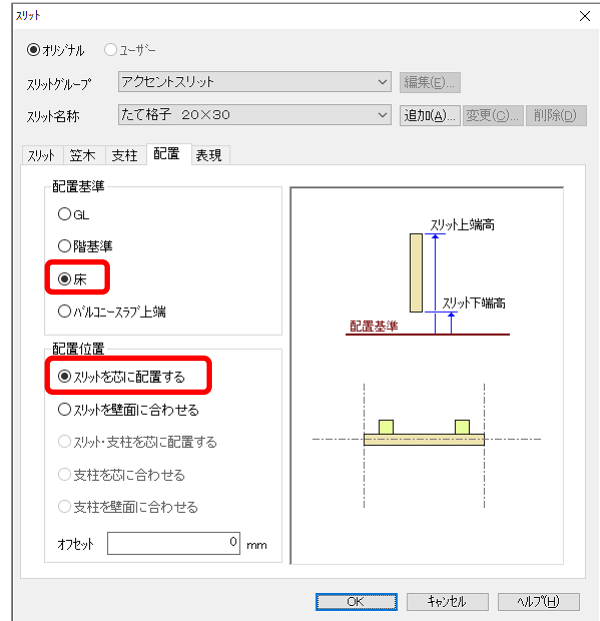 スリット
オリジナル ユーザー
スリットグループ アクセントスリット 編集(E)...
スリット名称 たて格子 20×30 追加(A)... 変更(C)... 削除(D)
スリット 笠木 支柱 配置 表現
配置基準
GL
階基準
床
バルコニースラブ上端
スリット上端高
スリット下端高
配置基準
配置位置
スリットを芯に配置する
スリットを壁面に合わせる
スリット・支柱を芯に配置する
支柱を芯に合わせる
支柱を壁面に合わせる
オフセット 0 mm
OK キャンセル ヘルプ(H)